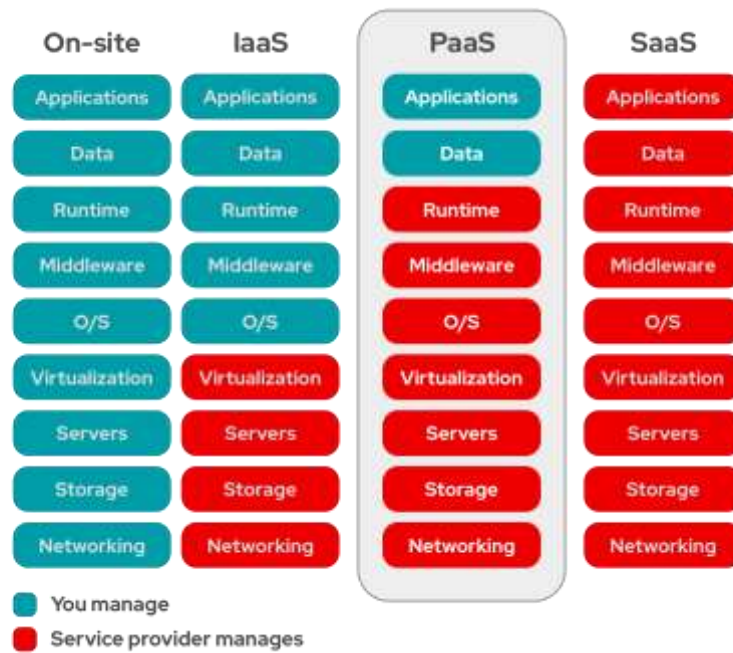 On-site IaaS PaaS SaaS
Applications Applications Applications Applications
Data Data Data Data
Runtime Runtime Runtime Runtime
Middleware Middleware Middleware Middleware
O/S O/S O/S O/S
Virtualization Virtualization Virtualization Virtualization
Servers Servers Servers Servers
Storage Storage Storage Storage
Networking Networking Networking Networking
You manage
Service provider manages